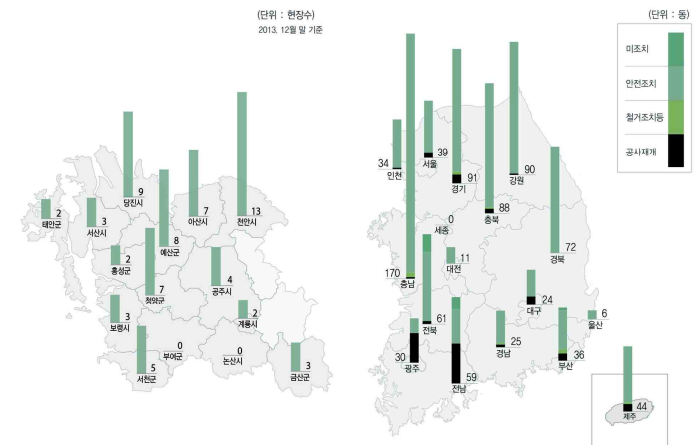 (단위 : 현장수)
2013. 12월 말 기준
9
당진시
2
태안군
3
서산시
7
아산시
13
천안시
8
예산군
2
홍성군
7
청양군
4
공주시
3
보령시
2
계룡시
0
부여군
0
논산시
5
서천군
3
금산군
(단위 : 동)
미조치
안전조치
철거조치등
공사재개
34
인천
39
서울
91
경기
88
충북
90
강원
0
세종
11
대전
72
경북
170
충남
24
대구
6
울산
61
전북
25
경남
36
부산
30
광주
59
전남
44
제주